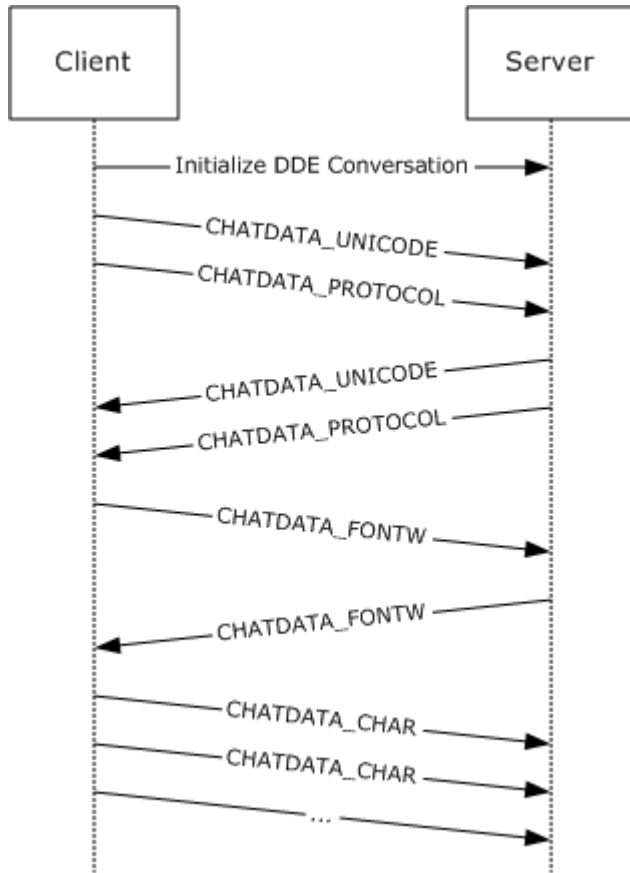 Client
Server
Initialize DDE Conversation
CHATDATA_UNICODE
CHATDATA_PROTOCOL
CHATDATA_UNICODE
CHATDATA_PROTOCOL
CHATDATA_FONTW
CHATDATA_FONTW
CHATDATA_CHAR
CHATDATA_CHAR
...